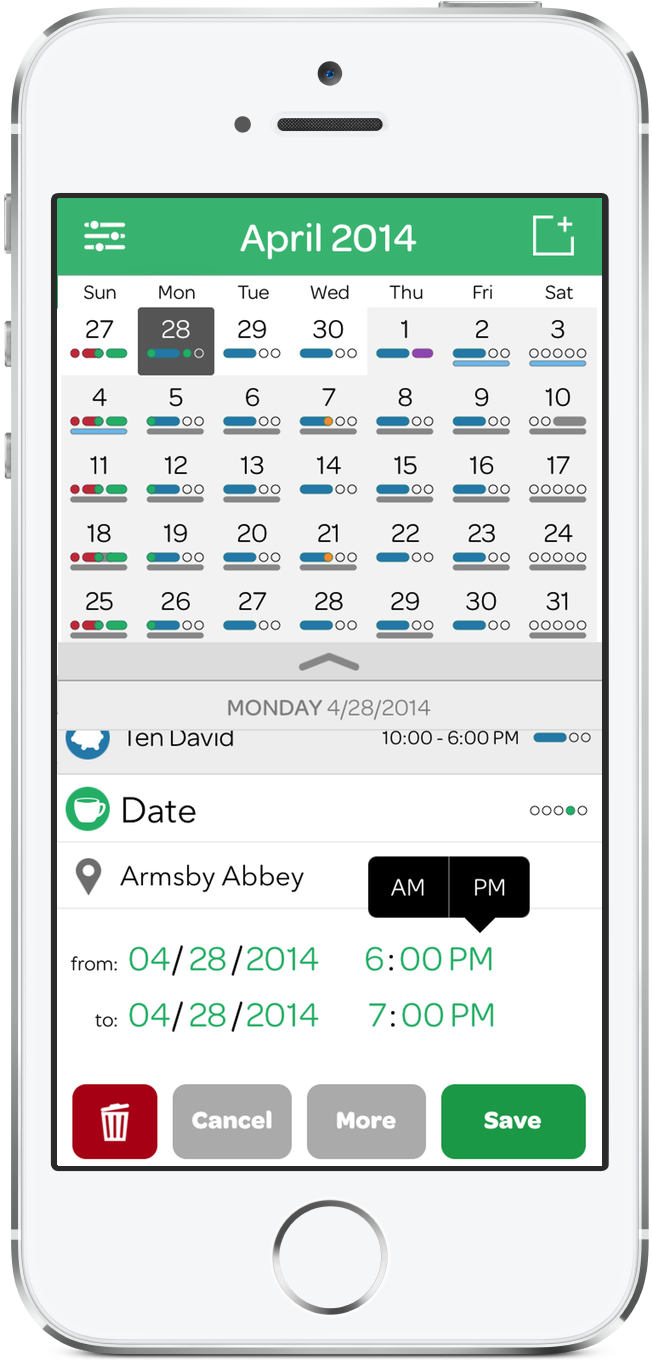 April 2014
Sun Mon Tue Wed Thu Fri Sat
27 28 29 30 1 2 3
4 5 6 7 8 9 10
11 12 13 14 15 16 17
18 19 20 21 22 23 24
25 26 27 28 29 30 31
MONDAY 4/28/2014
Ten David 10:00 - 6:00 PM
Date
Armsby Abbey
AM PM
from: 04/28/2014 6:00 PM
to: 04/28/2014 7:00 PM
Cancel More Save